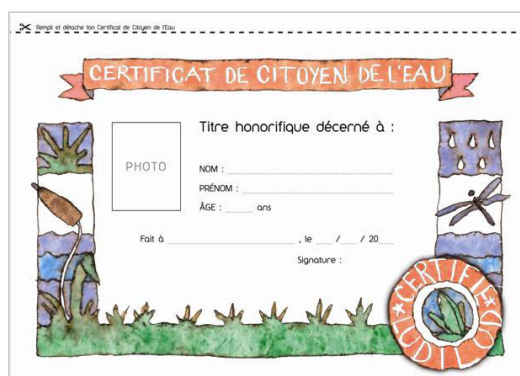 Remplil et détache ton Certificat de Citoyen de l'Eau
CERTIFICAT DE CITOYEN DE L'EAU
Titre honorifique décerné à :
PHOTO
NOM :
PRÉNOM :
ÂGE : ans
Fait à , le / / 20
Signature :
CERTIFIÉ